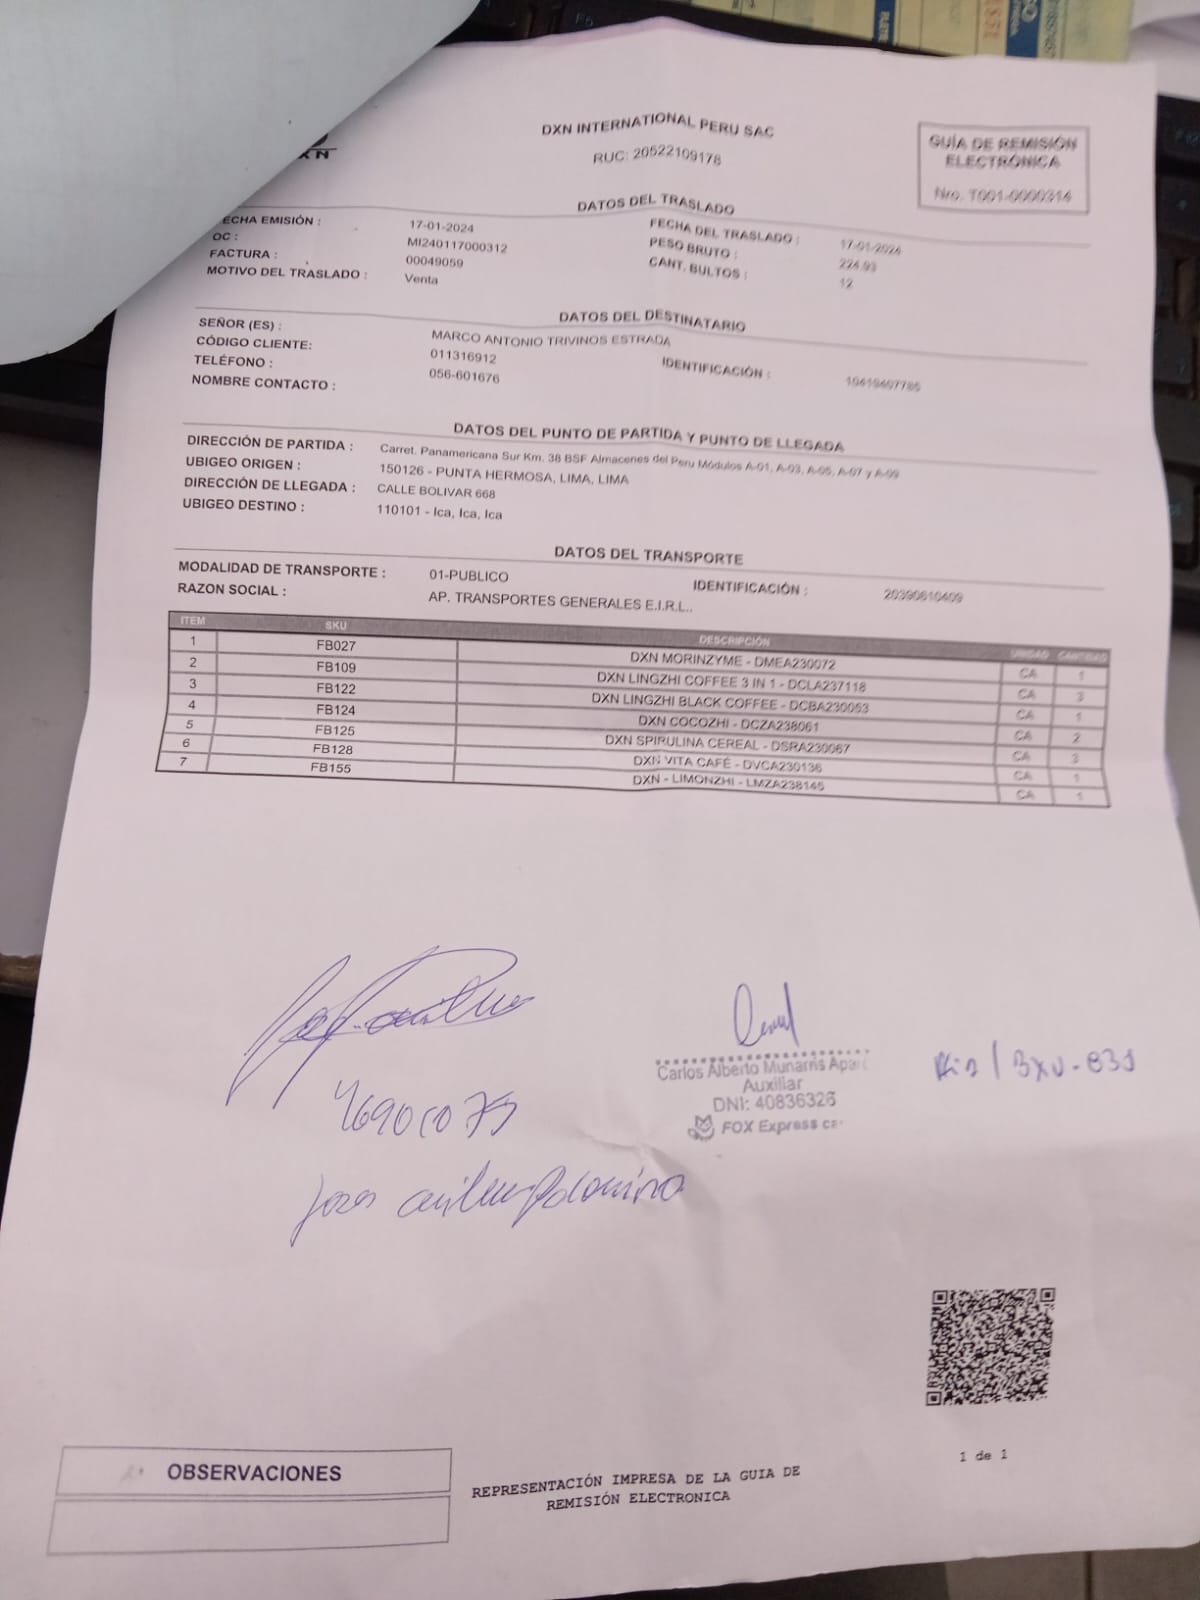 DXN INTERNATIONAL PERU SAC
RUC: 20522109178
GUÍA DE REMISIÓN
ELECTRÓNICA
Nro. T001-0000314
DATOS DEL TRASLADO
ECHA EMISIÓN : 17-01-2024 FECHA DEL TRASLADO : 17-01-2024
OC : MI240117000312 PESO BRUTO : 224.93
FACTURA : 00049059 CANT. BULTOS : 12
MOTIVO DEL TRASLADO : Venta
DATOS DEL DESTINATARIO
SEÑOR (ES) : MARCO ANTONIO TRIVINOS ESTRADA
CÓDIGO CLIENTE: 011316912 IDENTIFICACIÓN :
TELÉFONO : 056-601676
NOMBRE CONTACTO :
DATOS DEL PUNTO DE PARTIDA Y PUNTO DE LLEGADA
DIRECCIÓN DE PARTIDA : Carret. Panamericana Sur Km. 38 BSF Almacenes del Peru Módulos A-01, A-03, A-05, A-07 y A-09
UBIGEO ORIGEN : 150126 - PUNTA HERMOSA, LIMA, LIMA
DIRECCIÓN DE LLEGADA : CALLE BOLIVAR 668
UBIGEO DESTINO : 110101 - Ica, Ica, Ica
DATOS DEL TRANSPORTE
MODALIDAD DE TRANSPORTE : 01-PUBLICO IDENTIFICACIÓN :
RAZON SOCIAL : AP. TRANSPORTES GENERALES E.I.R.L..
ITEM SKU DESCRIPCIÓN UNIDAD CANTIDAD
1 FB027 DXN MORINZYME - DMEA230072 CA 1
2 FB109 DXN LINGZHI COFFEE 3 IN 1 - DCLA237118 CA 3
3 FB122 DXN LINGZHI BLACK COFFEE - DCBA230053 CA 1
4 FB124 DXN COCOZHI - DCZA238061 CA 2
5 FB125 DXN SPIRULINA CEREAL - DSRA230067 CA 3
6 FB128 DXN VITA CAFÉ - DVCA230136 CA 1
7 FB155 DXN - LIMONZHI - LMZA238145 CA 1
Carlos Alberto Munarris
Auxiliar
DNI: 40836326
FOX Express
OBSERVACIONES
REPRESENTACIÓN IMPRESA DE LA GUIA DE
REMISIÓN ELECTRONICA
1 de 1